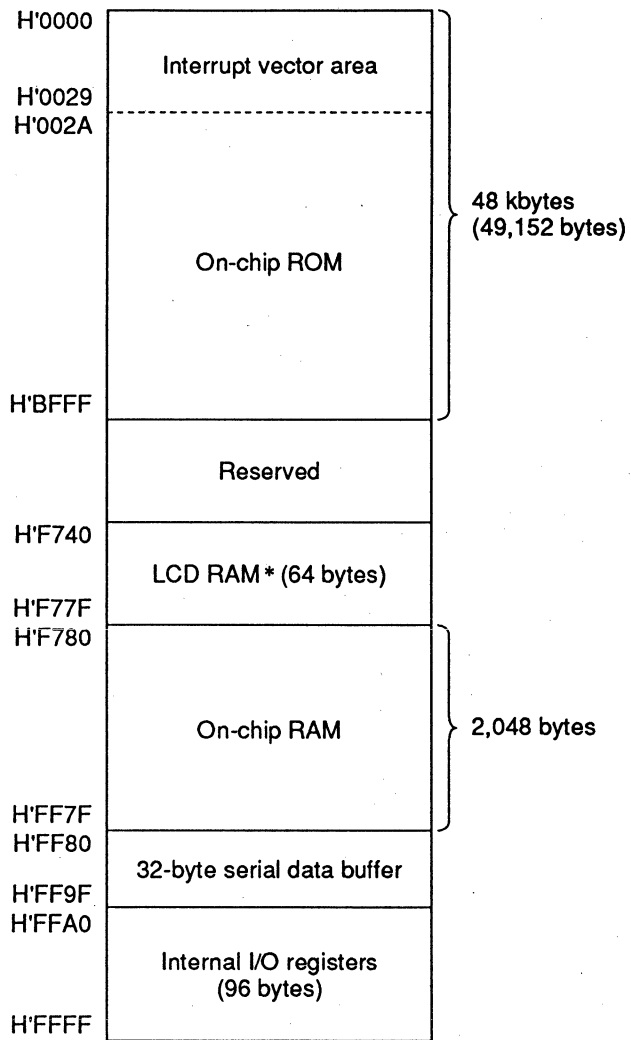 H'0000
Interrupt vector area
H'0029
H'002A
48 kbytes
(49,152 bytes)
On-chip ROM
H'BFFF
Reserved
H'F740
LCD RAM* (64 bytes)
H'F77F
H'F780
On-chip RAM
2,048 bytes
H'FF7F
H'FF80
32-byte serial data buffer
H'FF9F
H'FFA0
Internal I/O registers
(96 bytes)
H'FFFF